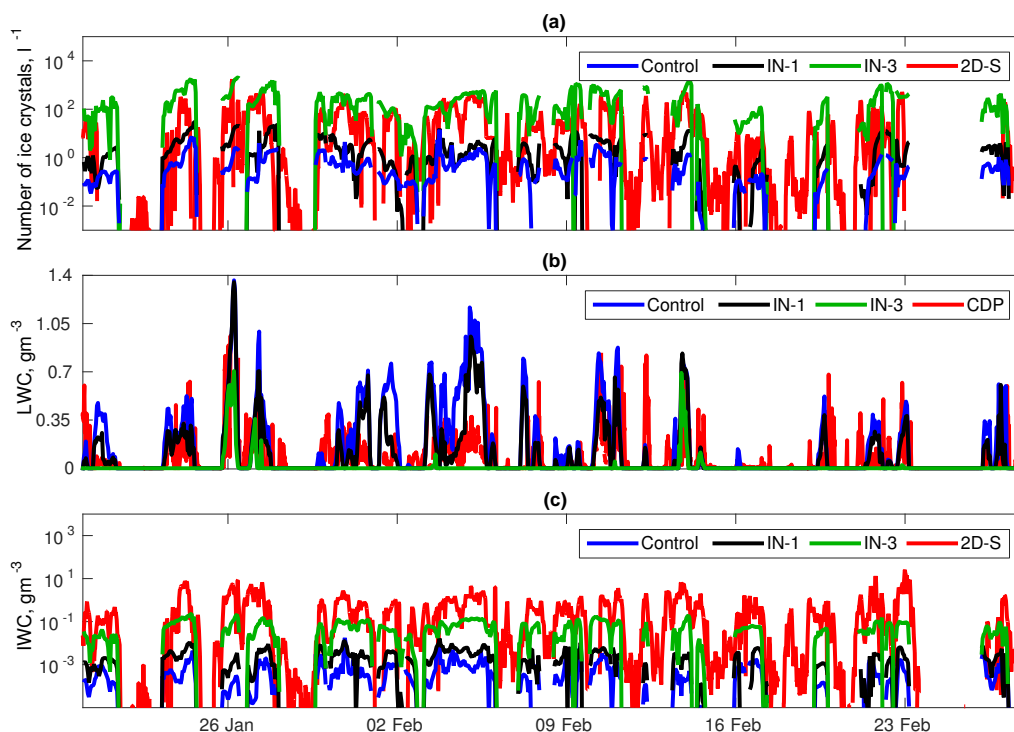 (a)
Number of ice crystals, l⁻¹
10⁴
10²
10⁰
10⁻²
Control IN-1 IN-3 2D-S
(b)
LWC, gm⁻³
1.4
1.05
0.7
0.35
0
Control IN-1 IN-3 CDP
(c)
IWC, gm⁻³
10³
10¹
10⁻¹
10⁻³
Control IN-1 IN-3 2D-S
26 Jan 02 Feb 09 Feb 16 Feb 23 Feb